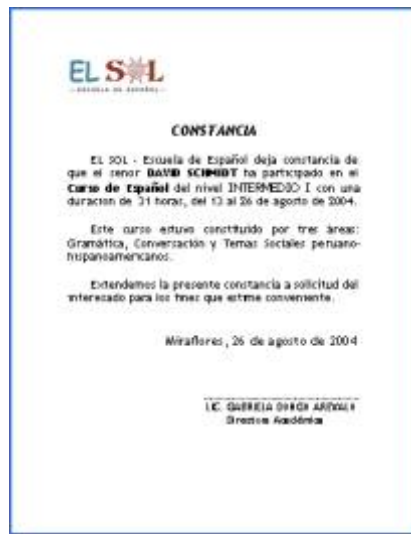 EL SOL
- ESCUELA DE ESPAÑOL -
CONSTANCIA
EL SOL - Escuela de Español deja constancia de
que el señor DAVID SCHMIDT ha participado en el
Curso de Español del nivel INTERMEDIO I con una
duración de 31 horas, del 13 al 26 de agosto de 2004.
Este curso estuvo constituido por tres áreas:
Gramática, Conversación y Temas Sociales peruano-
hispanoamericanos.
Extendemos la presente constancia a solicitud del
interesado para los fines que estime conveniente.
Miraflores, 26 de agosto de 2004
LIC. GABRIELA
Directora Académica